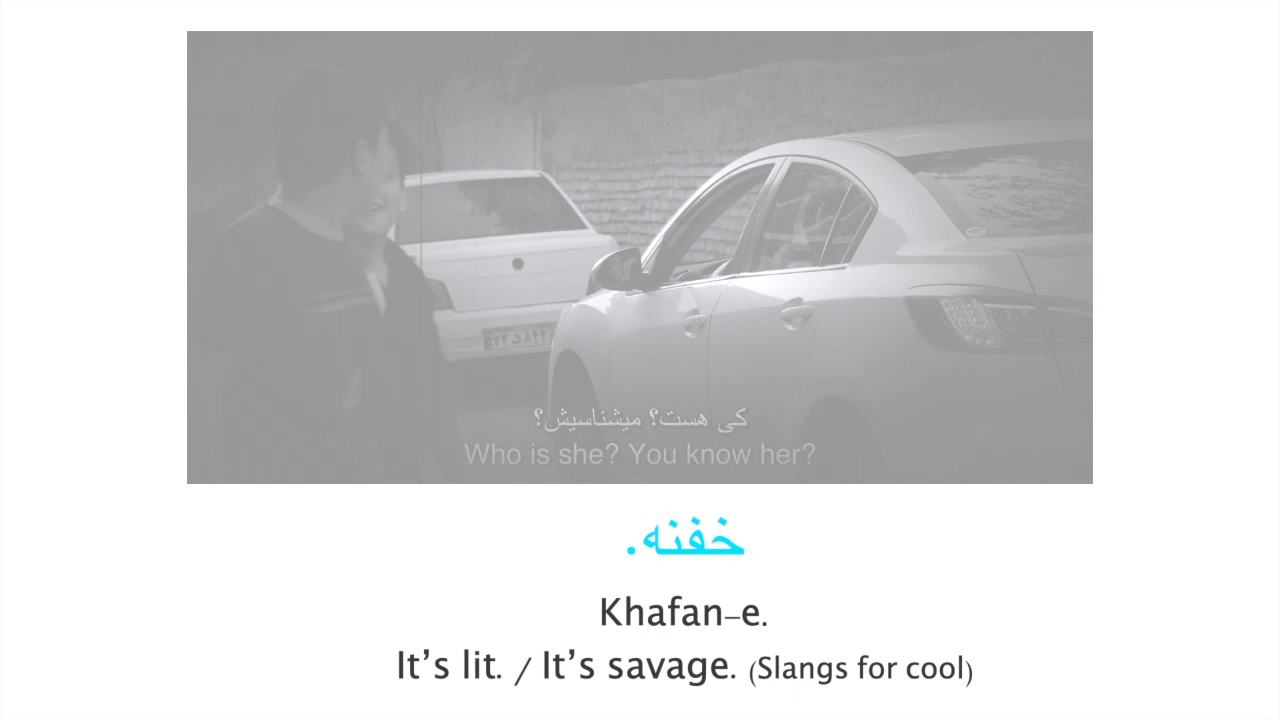 کی هست؟ میشناسیش؟
Who is she? You know her?
خفنه.
Khafan-e.
It's lit. / It's savage. (Slangs for cool)